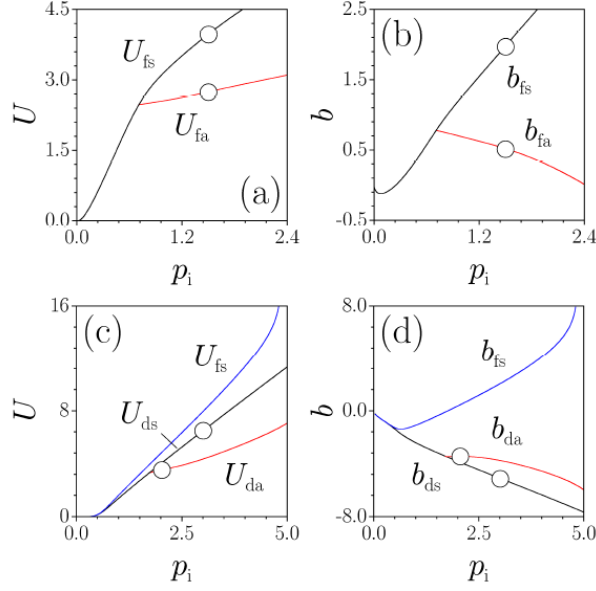 4.5
3.0
1.5
0.0
U
U_fs
U_fa
(a)
0.0
1.2
2.4
p_i
2.5
1.5
0.5
-0.5
b
(b)
b_fs
b_fa
0.0
1.2
2.4
p_i
16
8
0
U
(c)
U_fs
U_ds
U_da
0.0
2.5
5.0
p_i
8.0
0.0
-8.0
b
(d)
b_fs
b_da
b_ds
0.0
2.5
5.0
p_i